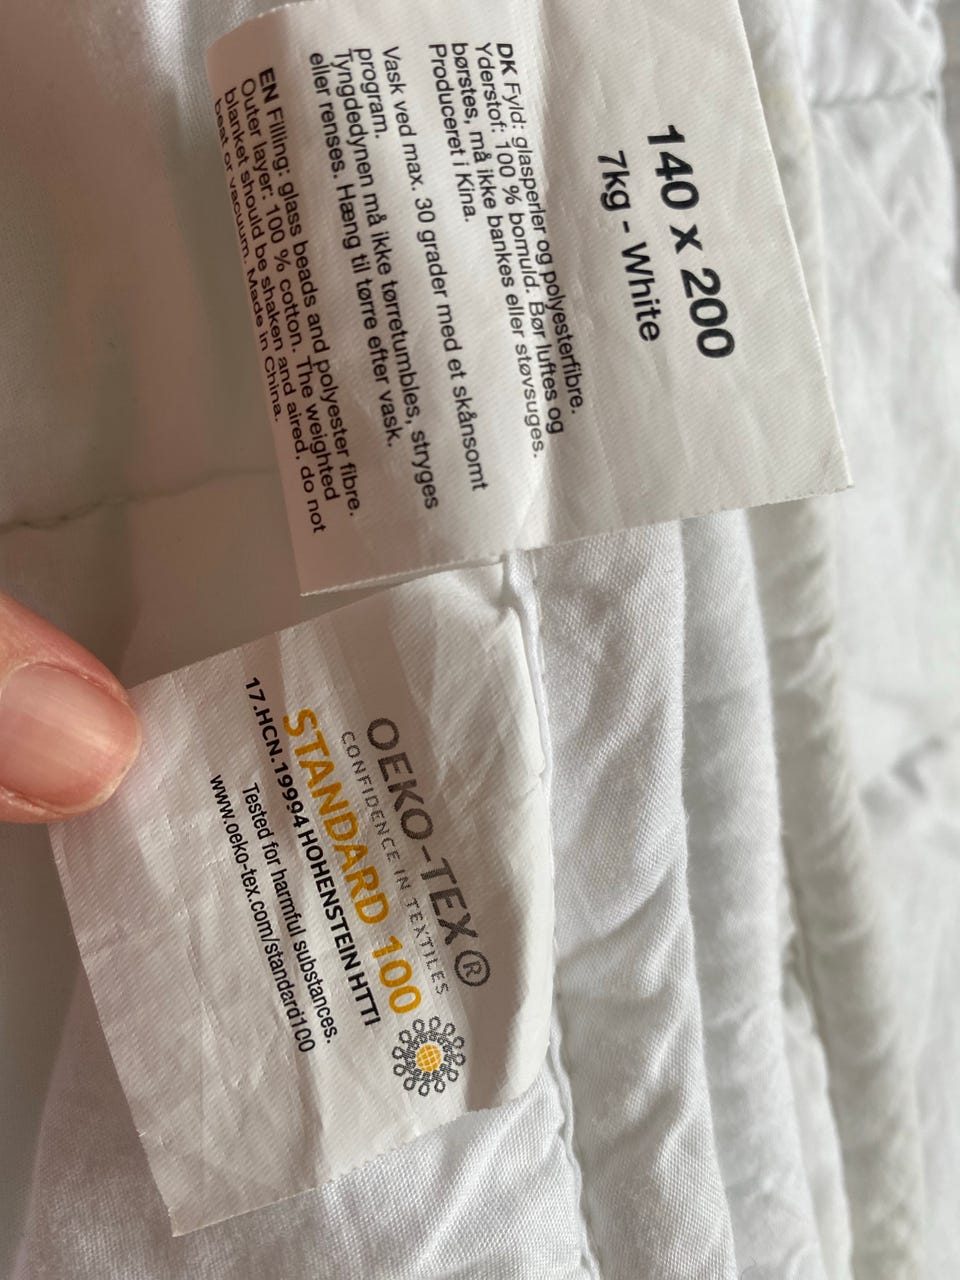 140 x 200
7kg - White
DK Fyld: glasperler og polyesterfibre.
Yderstof: 100 % bomuld. Bør luftes og
børstes, må ikke bankes eller støvsuges.
Produceret i Kina.
Vask ved max. 30 grader med et skånsomt
program.
Tyngdedynen må ikke tørretumbles, stryges
eller renses. Hæng til tørre efter vask.
EN Filling: glass beads and polyester fibre.
Outer layer: 100 % cotton. The weighted
blanket should be shaken and aired, do not
beat or vacuum. Made in China.
OEKO-TEX®
CONFIDENCE IN TEXTILES
STANDARD 100
17.HCN.19994 HOHENSTEIN HTTI
Tested for harmful substances.
www.oeko-tex.com/standard100